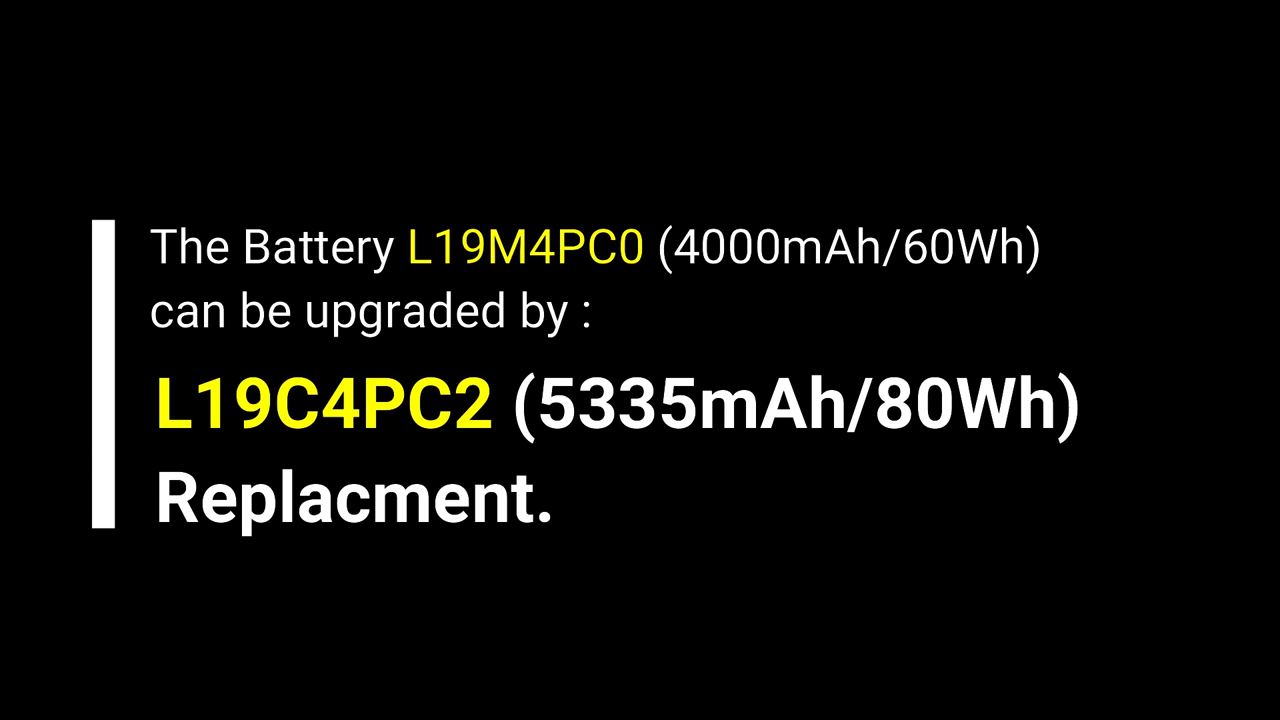 The Battery L19M4PC0 (4000mAh/60Wh)
can be upgraded by :
L19C4PC2 (5335mAh/80Wh)
Replacment.